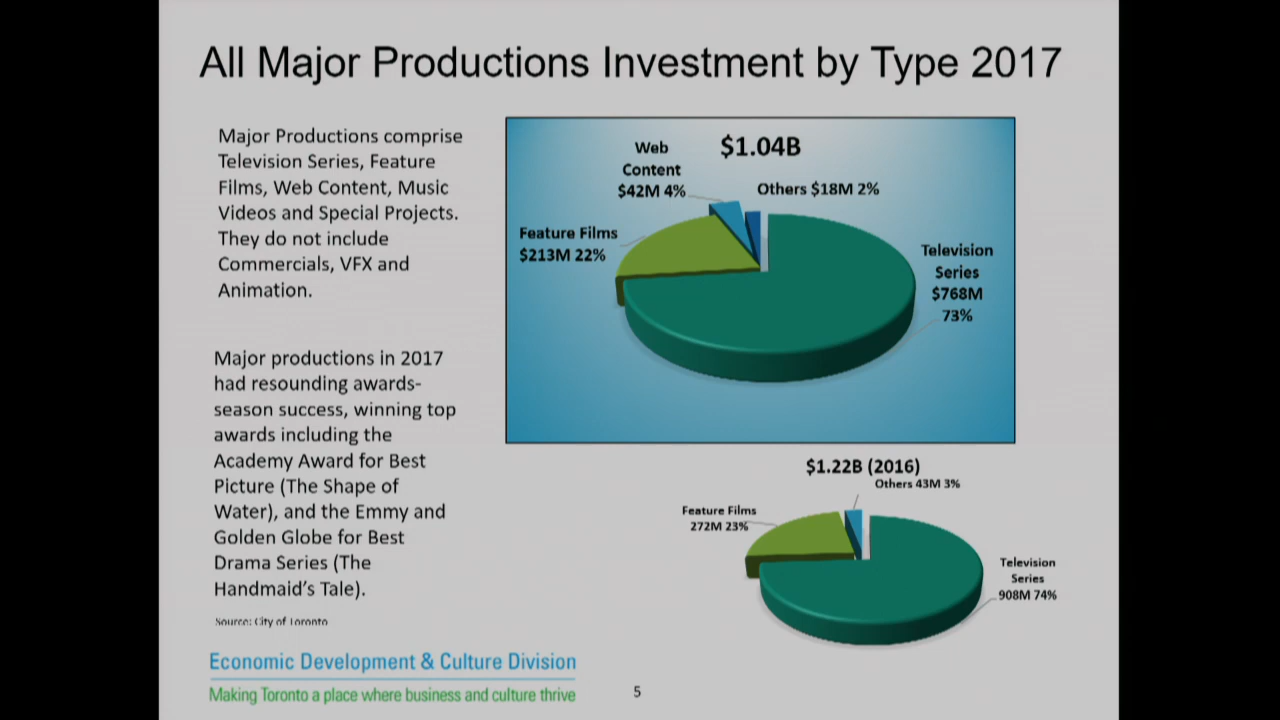 All Major Productions Investment by Type 2017
Major Productions comprise
Television Series, Feature
Films, Web Content, Music
Videos and Special Projects.
They do not include
Commercials, VFX and
Animation.
Major productions in 2017
had resounding awards-
season success, winning top
awards including the
Academy Award for Best
Picture (The Shape of
Water), and the Emmy and
Golden Globe for Best
Drama Series (The
Handmaid's Tale).
Source: City of Toronto
$1.04B
Web
Content
$42M 4%
Others $18M 2%
Feature Films
$213M 22%
Television
Series
$768M
73%
$1.22B (2016)
Others 43M 3%
Feature Films
272M 23%
Television
Series
908M 74%
Economic Development & Culture Division
Making Toronto a place where business and culture thrive
5